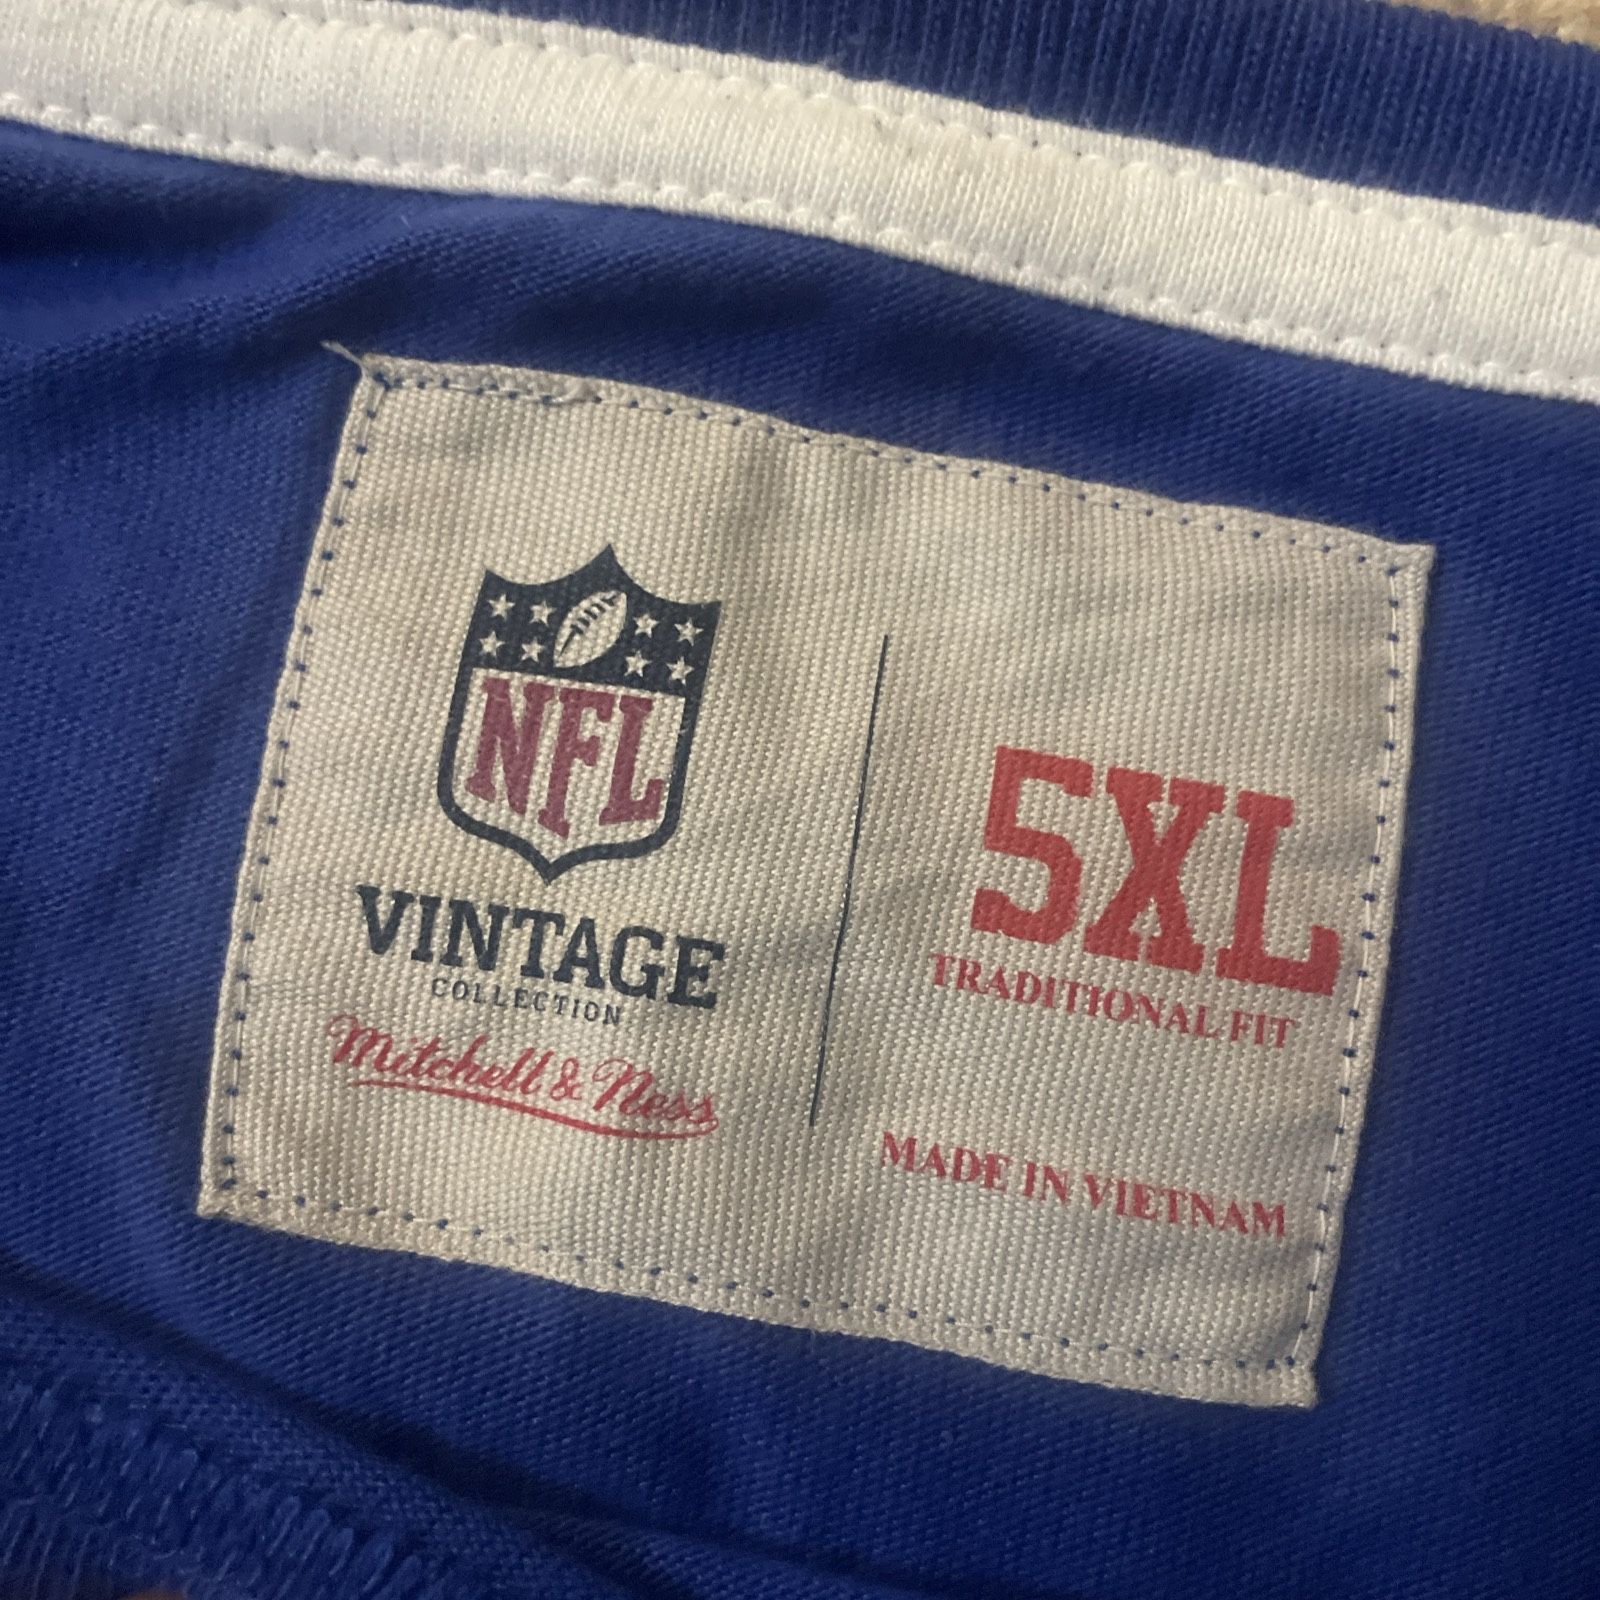 NFL
VINTAGE
COLLECTION
Mitchell & Ness
5XL
TRADITIONAL FIT
MADE IN VIETNAM